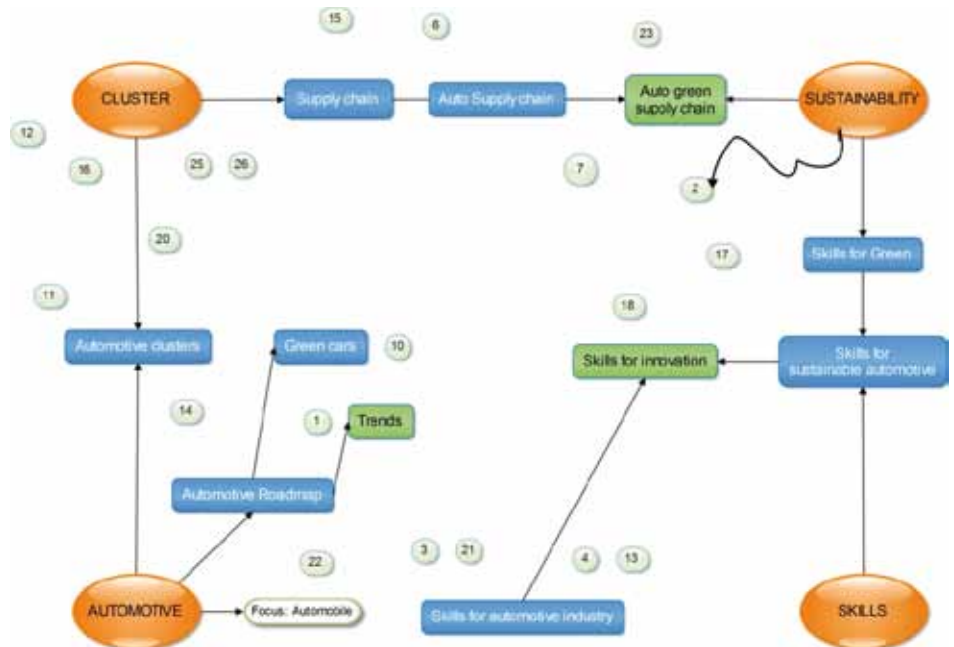 15
6
23
CLUSTER
Supply chain
Auto Supply chain
Auto green
supply chain
SUSTAINABILITY
12
16
25
26
7
2
20
17
Skills for Green
11
18
Automotive clusters
Green cars
10
Skills for innovation
Skills for
sustainable automotive
14
1
Trends
Automotive Roadmap
3
21
4
13
22
AUTOMOTIVE
Focus: Automobile
Skills for automotive industry
SKILLS